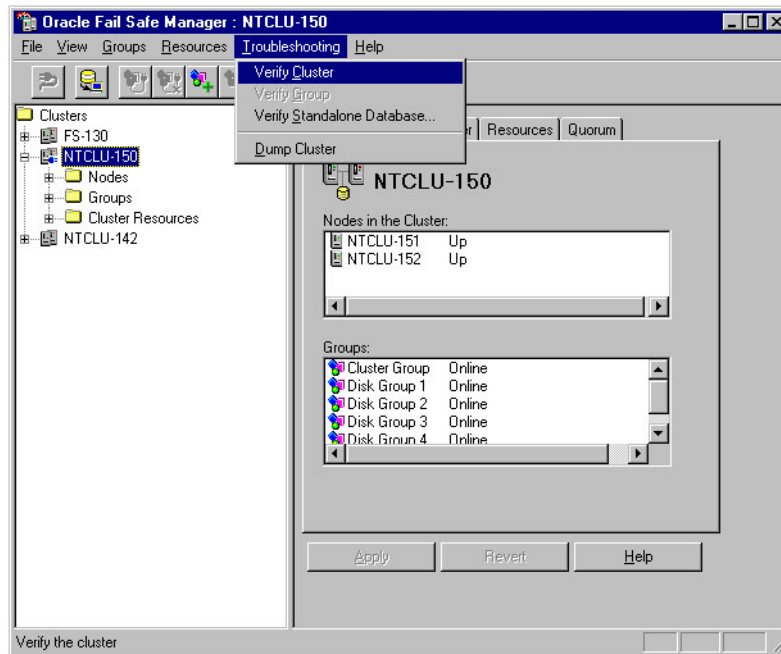 Oracle Fail Safe Manager : NTCLU-150
File View Groups Resources Troubleshooting Help
Verify Cluster
Verify Group
Verify Standalone Database...
Dump Cluster
Clusters
FS-130
NTCLU-150
Nodes
Groups
Cluster Resources
NTCLU-142
Resources Quorum
NTCLU-150
Nodes in the Cluster:
NTCLU-151 Up
NTCLU-152 Up
Groups:
Cluster Group Online
Disk Group 1 Online
Disk Group 2 Online
Disk Group 3 Online
Disk Group 4 Online
Apply Revert Help
Verify the cluster